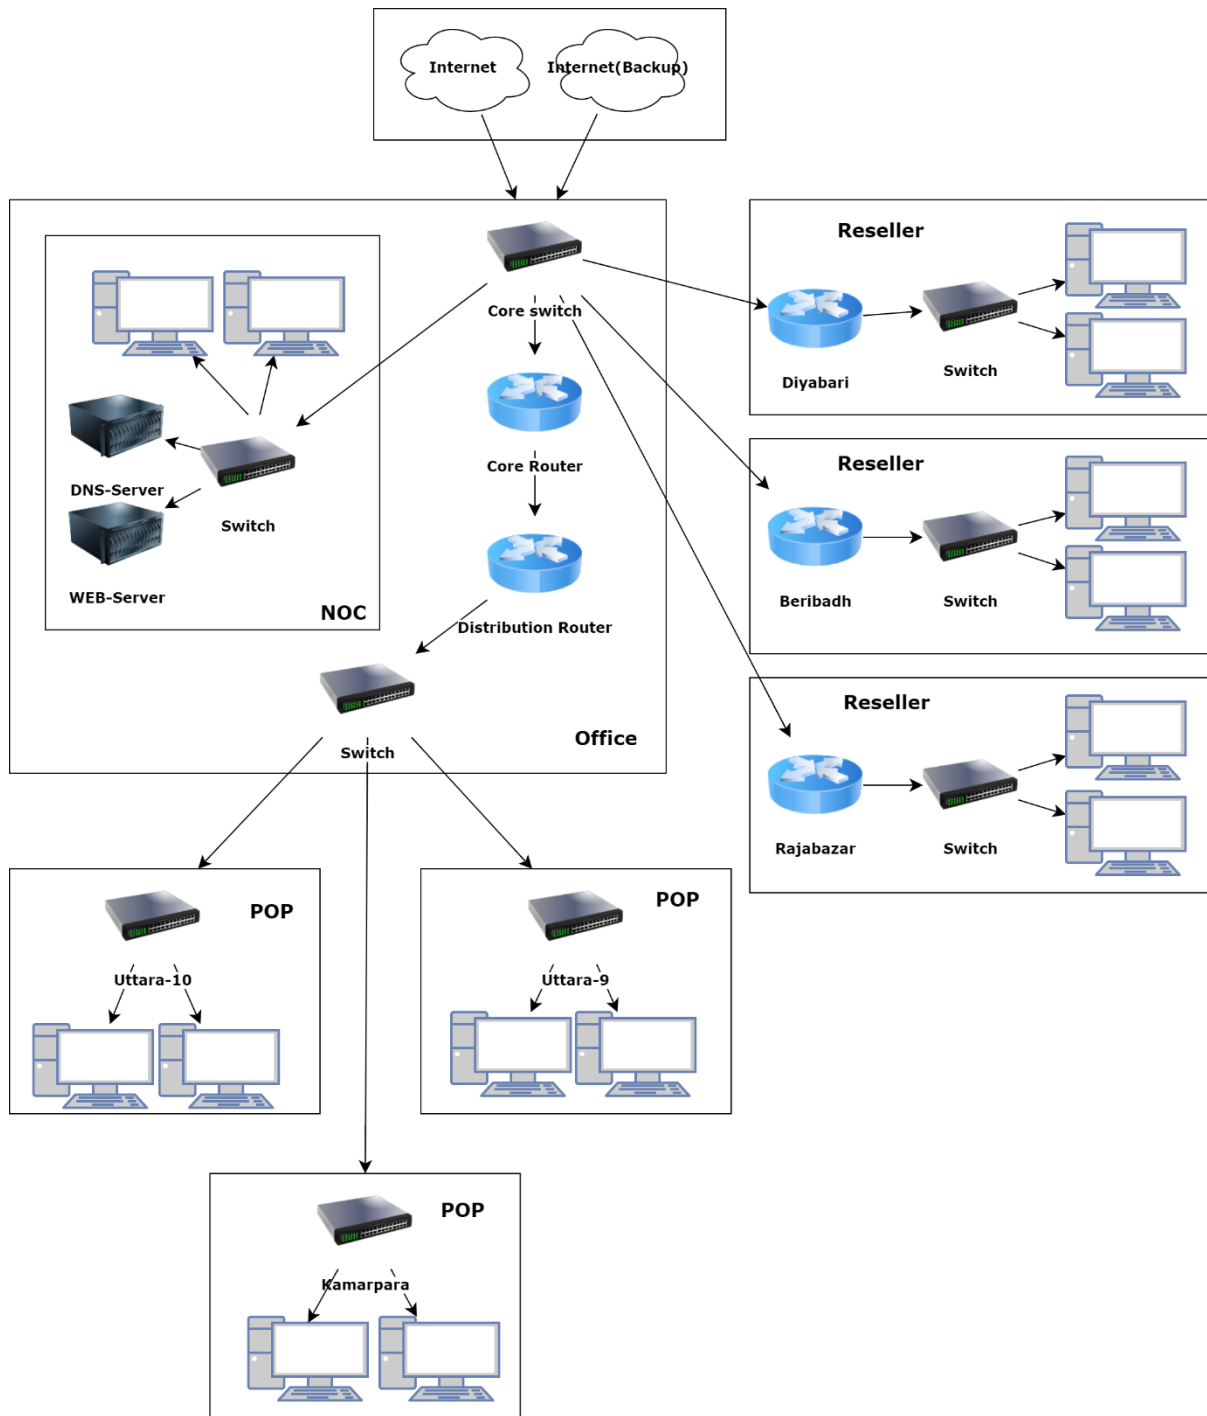 Internet
Internet(Backup)
Core switch
Core Router
Distribution Router
Switch
Office
DNS-Server
WEB-Server
Switch
NOC
Reseller
Diyabari
Switch
Reseller
Beribadh
Switch
Reseller
Rajabazar
Switch
POP
Uttara-10
POP
Uttara-9
POP
Kamarpara